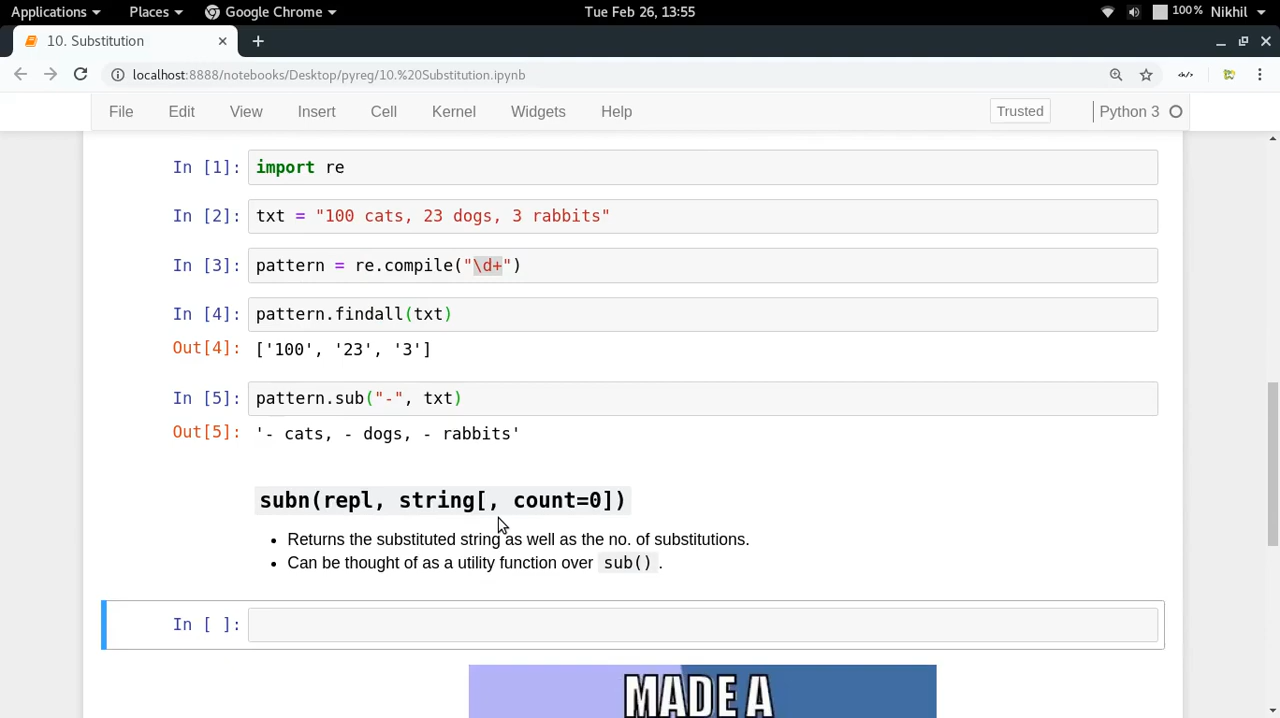 Applications Places Google Chrome Tue Feb 26, 13:55 100% Nikhil
10. Substitution
localhost:8888/notebooks/Desktop/pyreg/10.%20Substitution.ipynb
File Edit View Insert Cell Kernel Widgets Help Trusted Python 3
In [1]: import re
In [2]: txt = "100 cats, 23 dogs, 3 rabbits"
In [3]: pattern = re.compile("\d+")
In [4]: pattern.findall(txt)
Out[4]: ['100', '23', '3']
In [5]: pattern.sub("-", txt)
Out[5]: '- cats, - dogs, - rabbits'
subn(repl, string[, count=0])
• Returns the substituted string as well as the no. of substitutions.
• Can be thought of as a utility function over sub() .
In [ ]:
MADE A